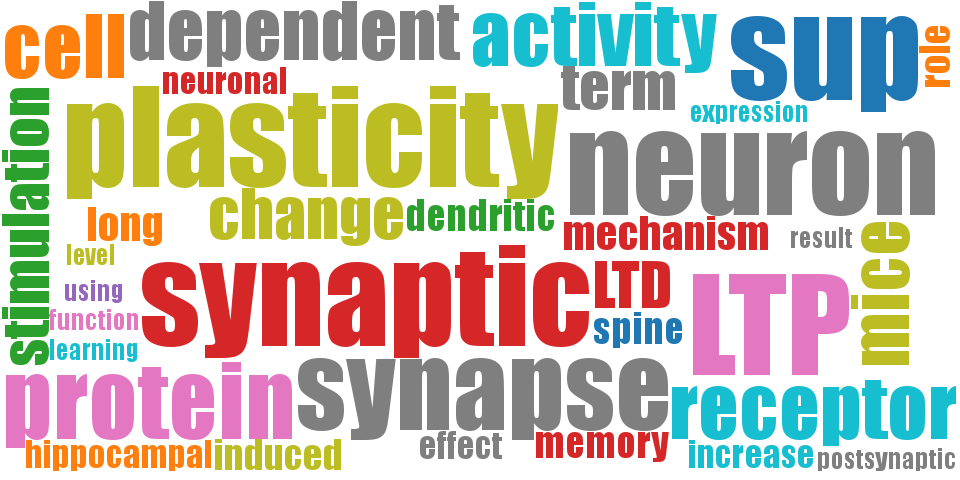 cell
dependent
activity
sup
role
neuronal
term
expression
stimulation
plasticity
neuron
long
change
dendritic
mechanism
result
mice
level
using
function
learning
synaptic
LTD
spine
LTP
protein
synapse
receptor
hippocampal
induced
effect
memory
increase
postsynaptic